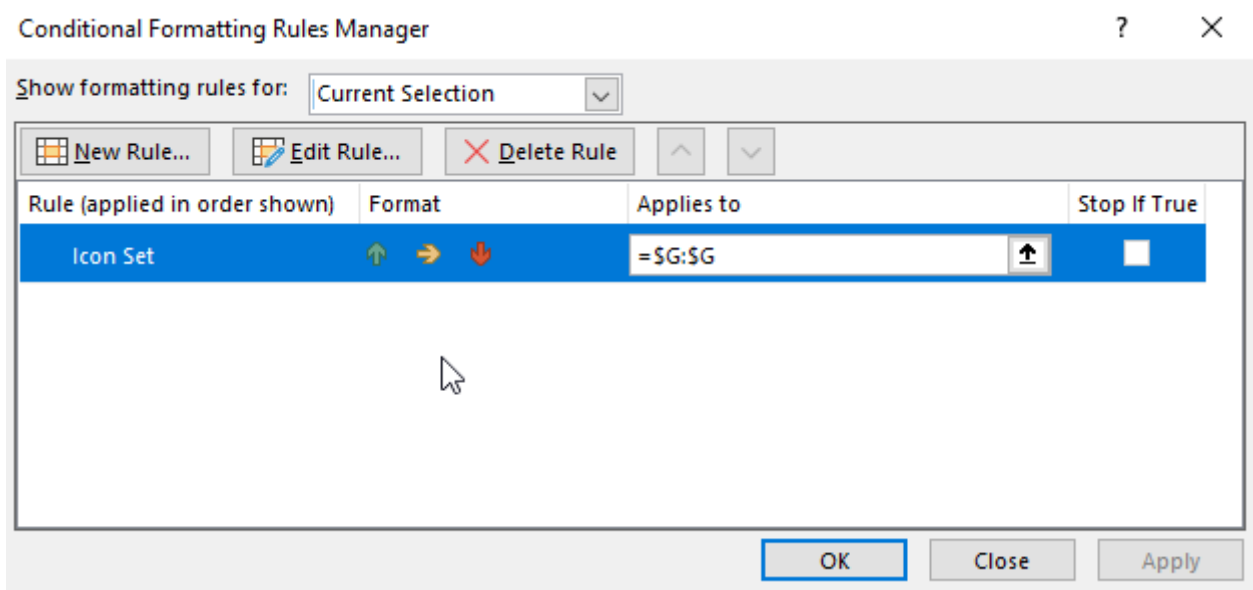 Conditional Formatting Rules Manager ?
Show formatting rules for: Current Selection
New Rule... Edit Rule... Delete Rule
Rule (applied in order shown) Format Applies to Stop If True
Icon Set =$G:$G
OK Close Apply